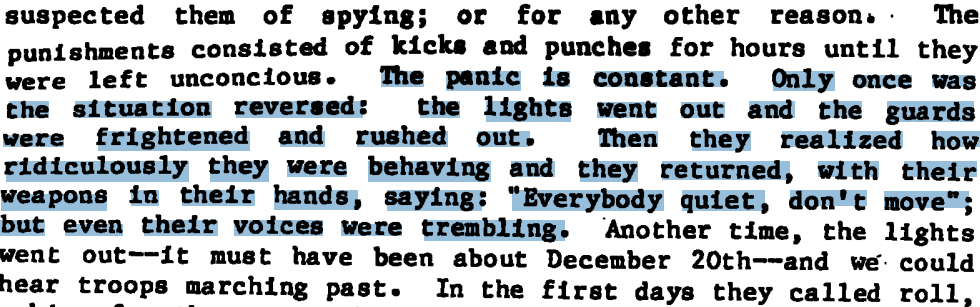 suspected them of spying; or for any other reason. The
punishments consisted of kicks and punches for hours until they
were left unconcious. The panic is constant. Only once was
the situation reversed: the lights went out and the guards
were frightened and rushed out. Then they realized how
ridiculously they were behaving and they returned, with their
weapons in their hands, saying: "Everybody quiet, don't move";
but even their voices were trembling. Another time, the lights
went out--it must have been about December 20th--and we could
hear troops marching past. In the first days they called roll,